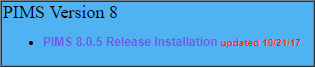 PIMS Version 8
PIMS 8.0.5 Release Installation updated 10/21/17